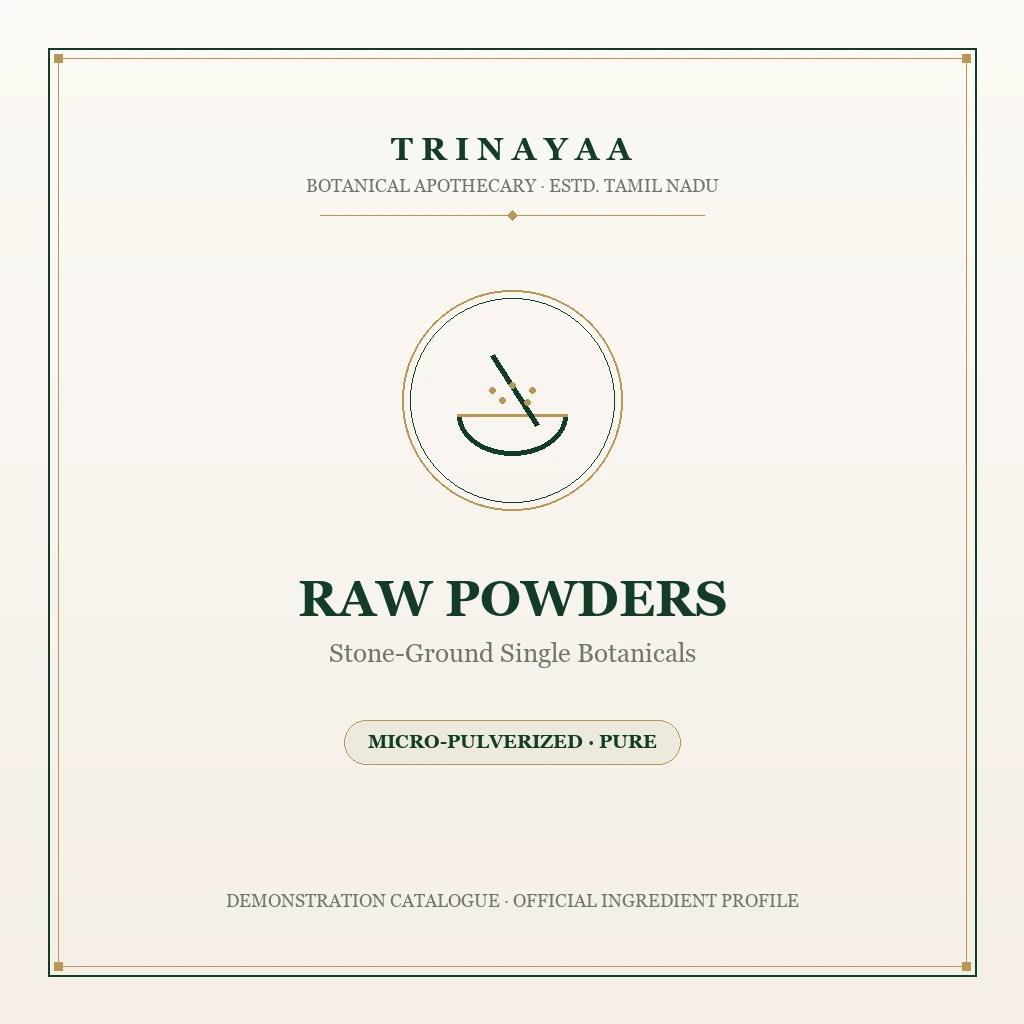 TRINAYAA
BOTANICAL APOTHECARY · ESTD. TAMIL NADU
RAW POWDERS
Stone-Ground Single Botanicals
MICRO-PULVERIZED · PURE
DEMONSTRATION CATALOGUE · OFFICIAL INGREDIENT PROFILE